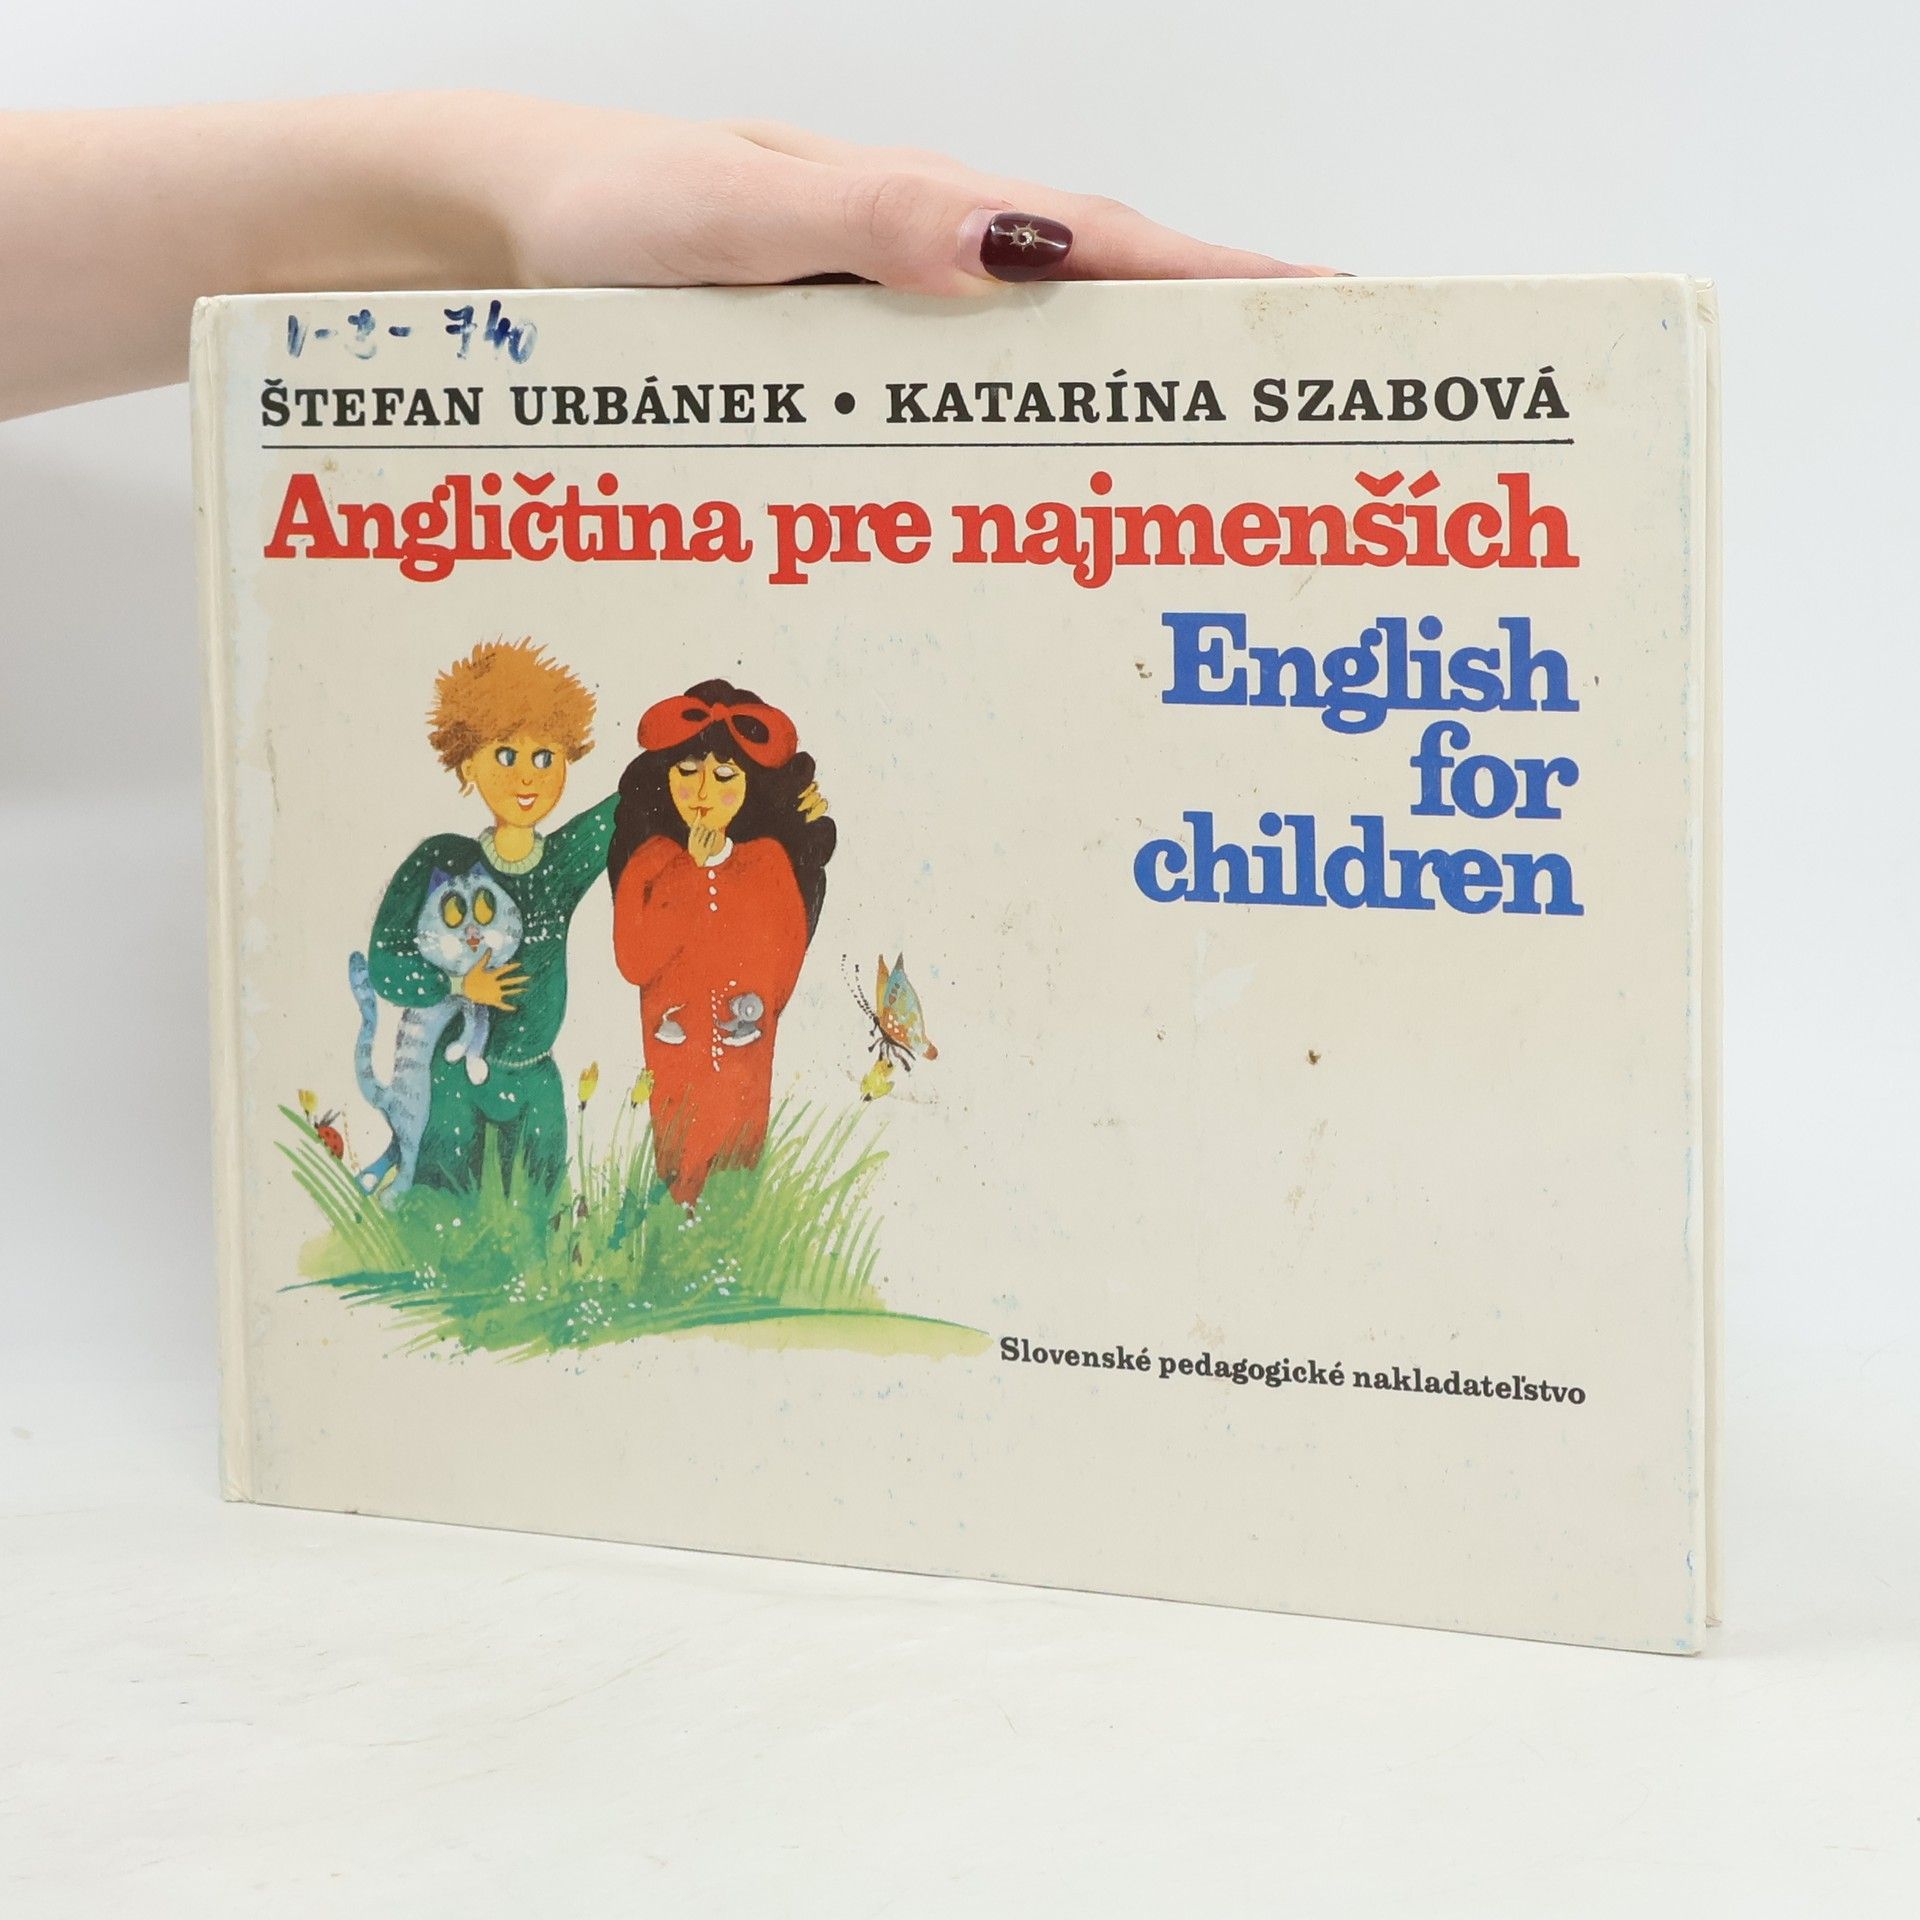 ŠTEFAN URBÁNEK • KATARÍNA SZABOVÁ
Angličtina pre najmenších
English
for
children
Slovenské pedagogické nakladateľstvo